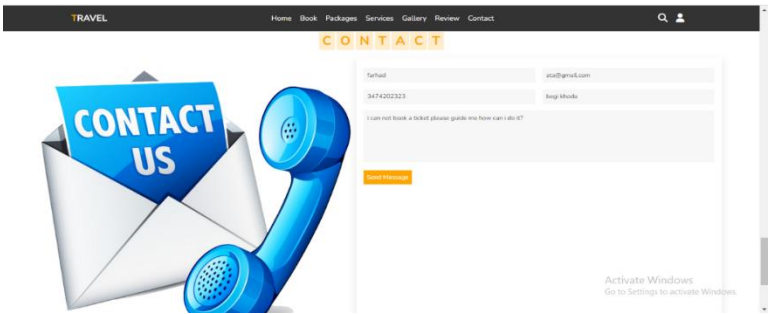 TRAVEL Home Book Packages Services Gallery Review Contact
CONTACT
farhad ata@gmail.com
3474202323 begi khoda
i can not book a ticket please guide me how can i do it?
Send Message
CONTACT
US
Activate Windows
Go to Settings to activate Windows.